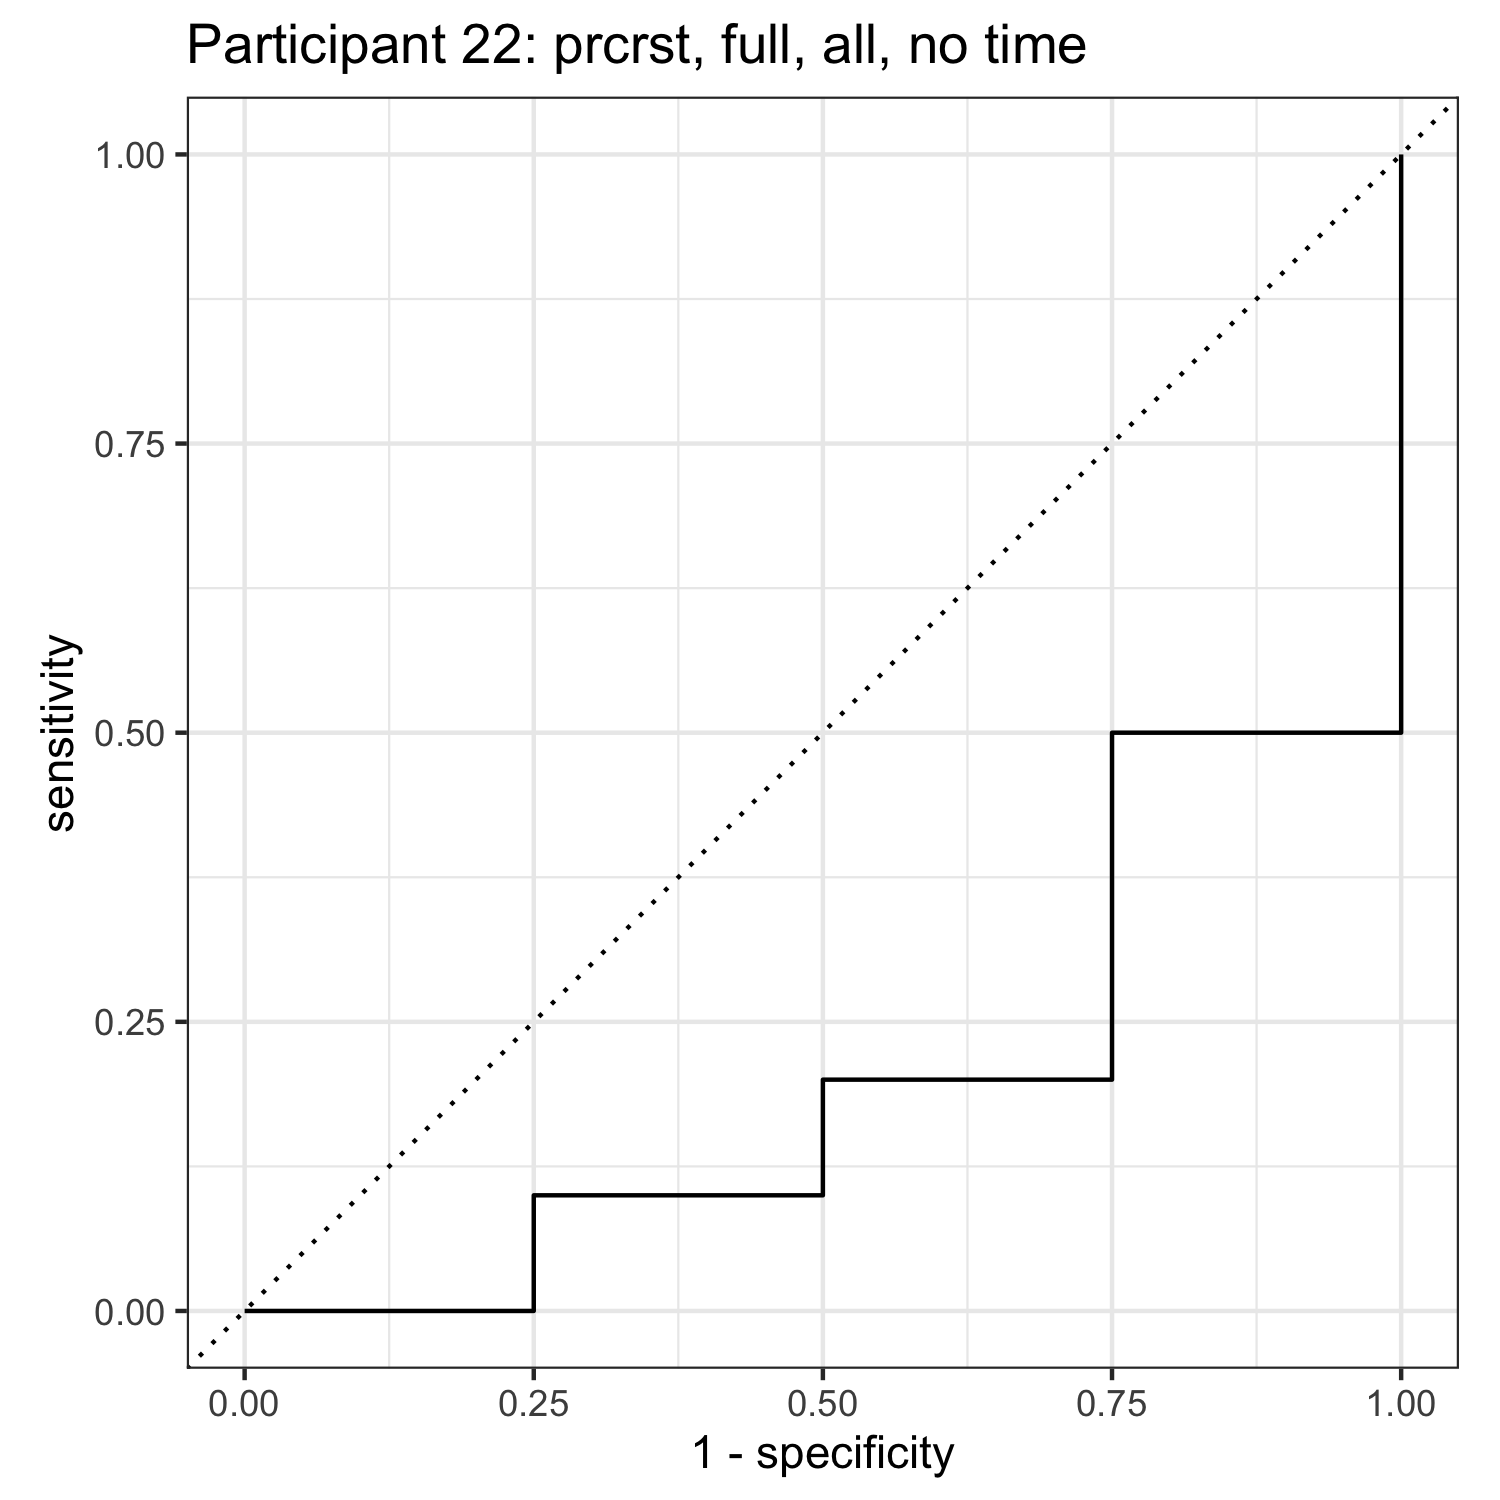 Participant 22: prcrst, full, all, no time
1.00
0.75
0.50
0.25
0.00
sensitivity
0.00 0.25 0.50 0.75 1.00
1 - specificity